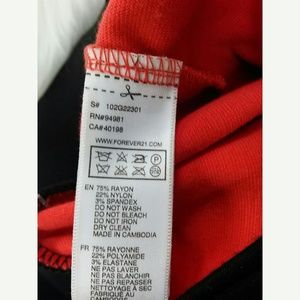 S# 102G22301
RN#94981
CA#40198
WWW.FOREVER21.COM
EN 75% RAYON
22% NYLON
3% SPANDEX
DO NOT WASH
DO NOT BLEACH
DO NOT IRON
DRY CLEAN
MADE IN CAMBODIA
FR 75% RAYONNE
22% POLYAMIDE
3% ELASTANE
NE PAS LAVER
NE PAS BLANCHIR
NE PAS REPASSER
NETTOYAGE À SEC